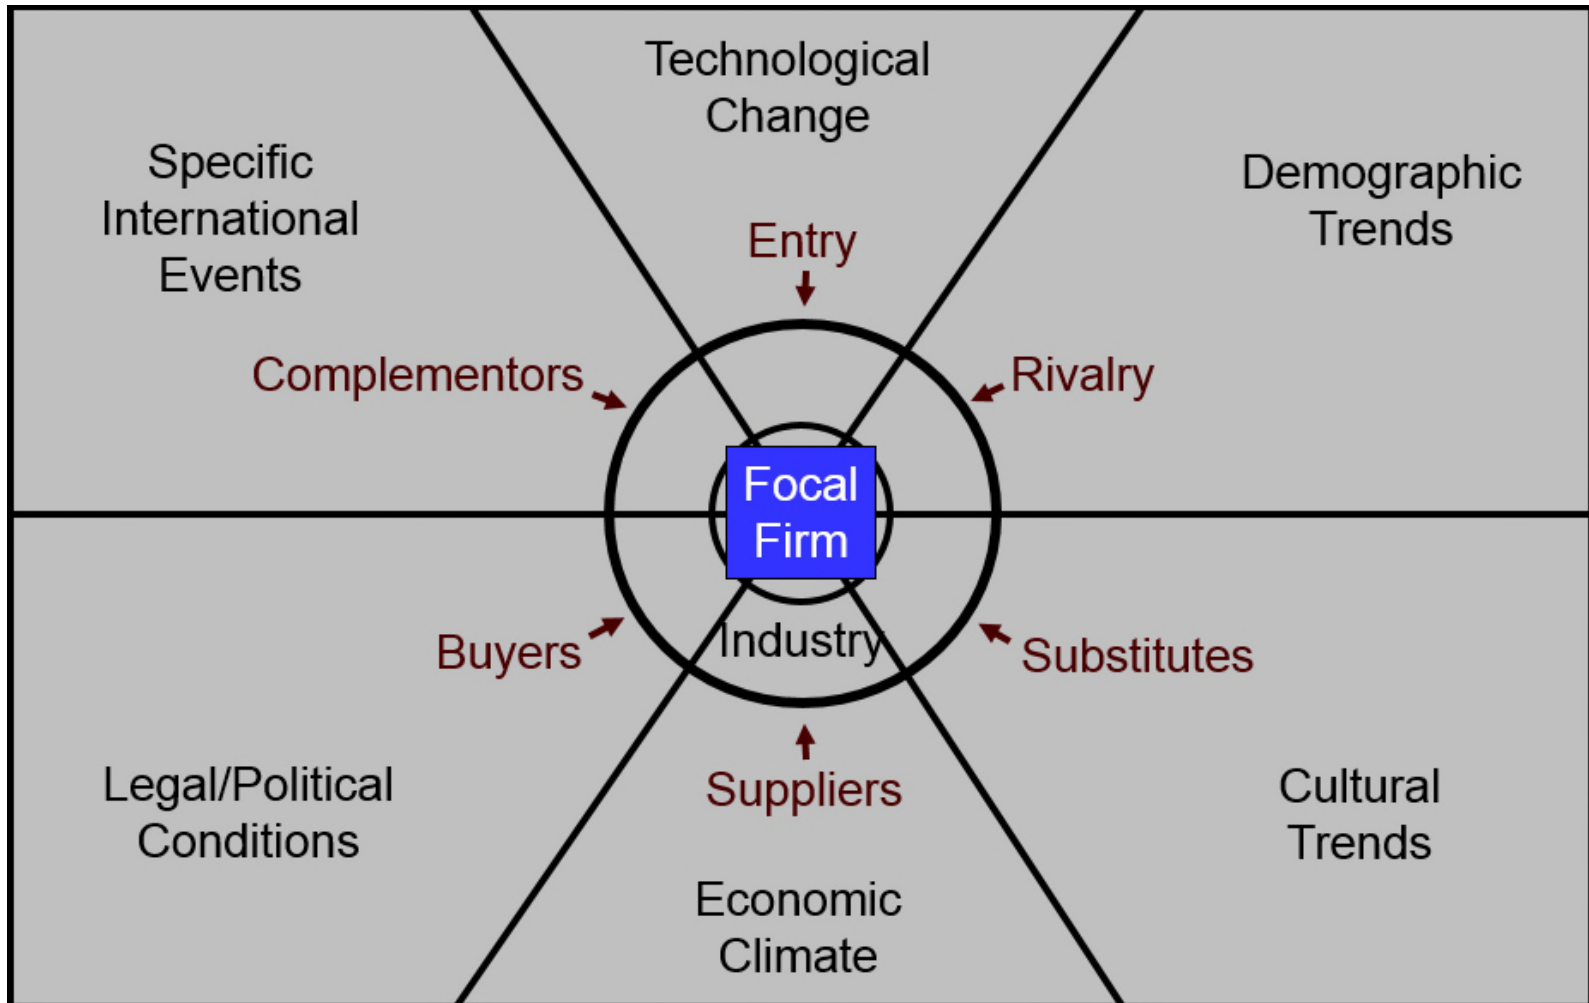 Technological
Change
Specific
International
Events
Demographic
Trends
Entry
Complementors
Rivalry
Focal
Firm
Industry
Buyers
Substitutes
Suppliers
Legal/Political
Conditions
Cultural
Trends
Economic
Climate